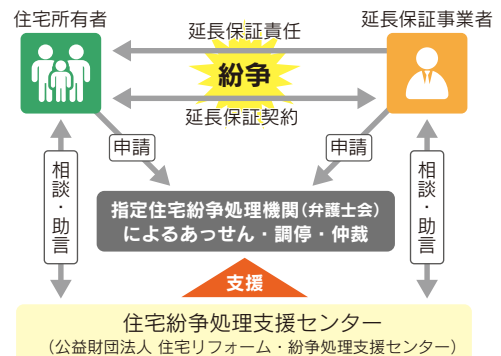 住宅所有者
延長保証事業者
延長保証責任
紛争
延長保証契約
申請
申請
相談・助言
相談・助言
指定住宅紛争処理機関(弁護士会)
によるあっせん・調停・仲裁
支援
住宅紛争処理支援センター
(公益財団法人 住宅リフォーム・紛争処理支援センター)